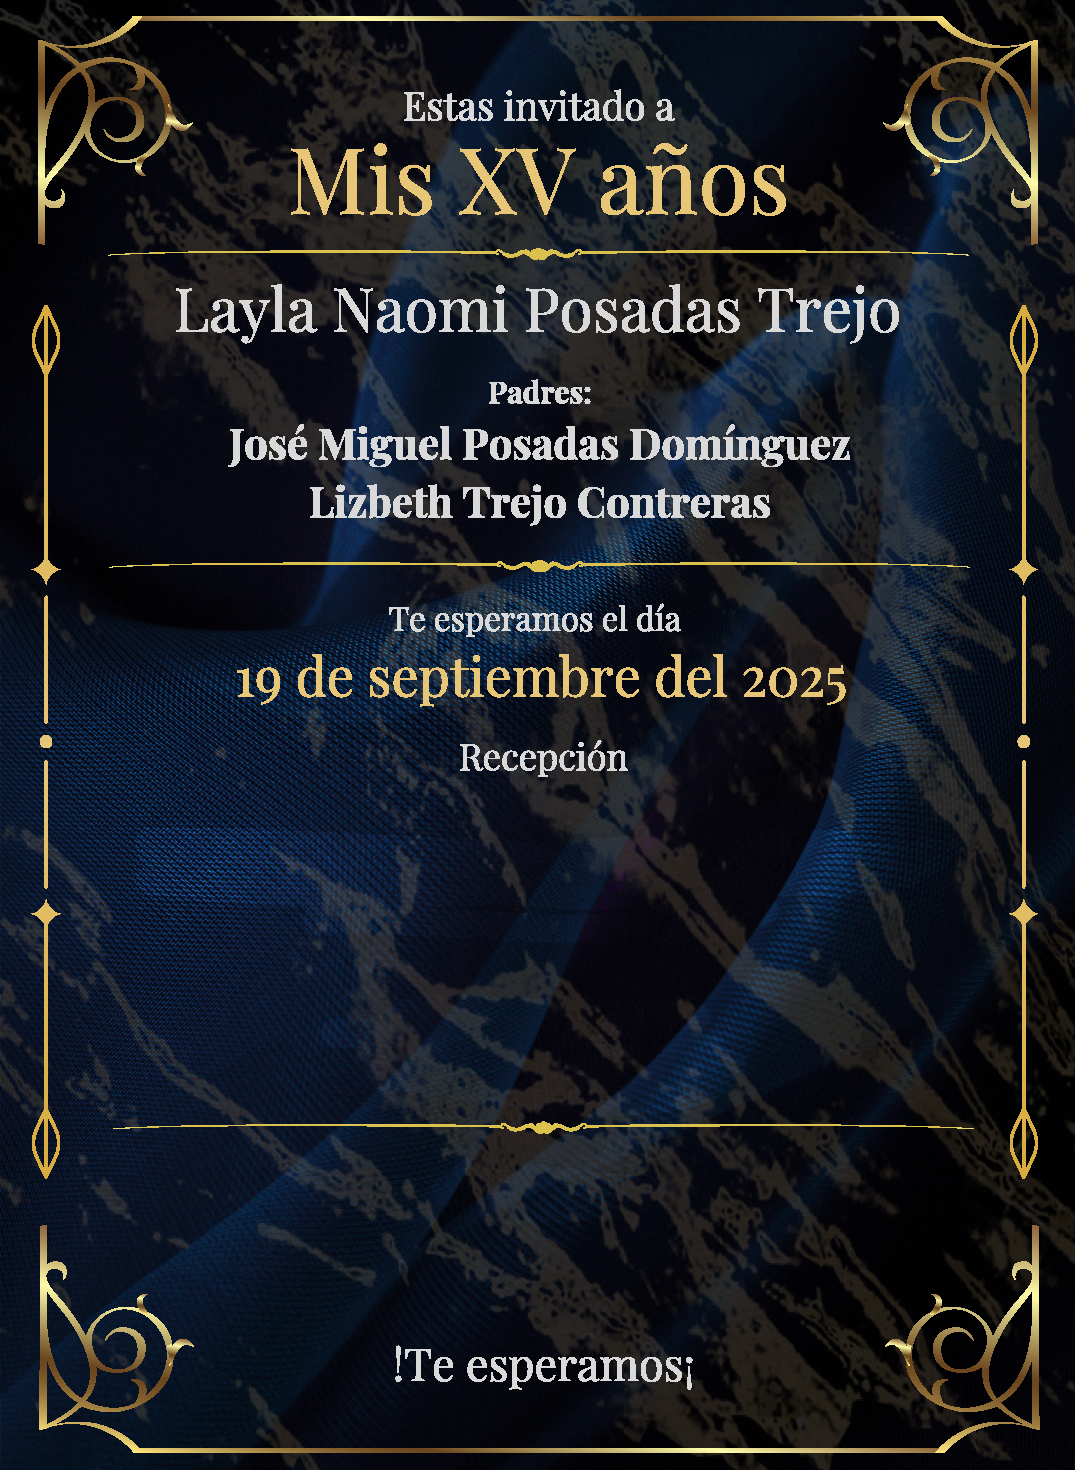 Estas invitado a
Mis XV años
Layla Naomi Posadas Trejo
Padres:
José Miguel Posadas Domínguez
Lizbeth Trejo Contreras
Te esperamos el día
19 de septiembre del 2025
Recepción
!Te esperamos¡